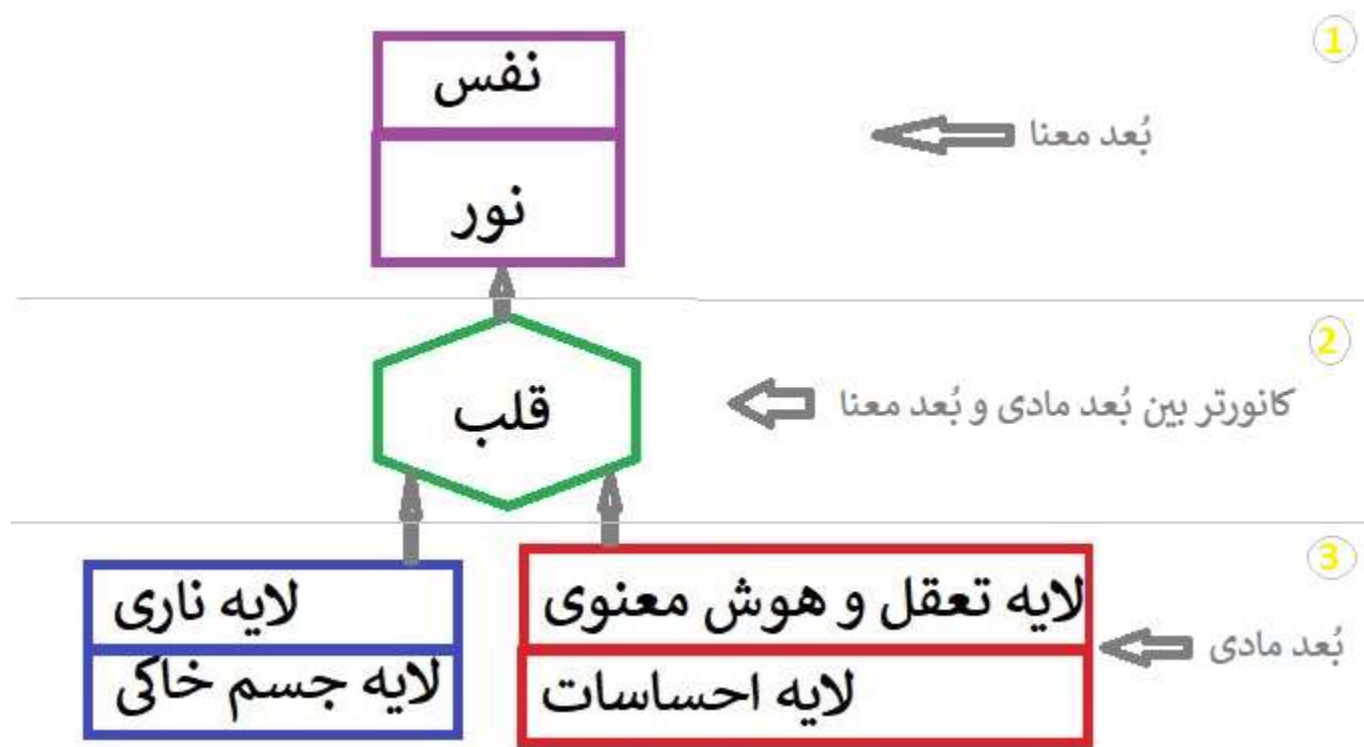 1
نفس
بُعد معنا
نور
2
قلب
کانورتر بین بُعد مادی و بُعد معنا
3
لایه تعقل و هوش معنوی
لایه ناری
بُعد مادی
لایه احساسات
لایه جسم خاکی